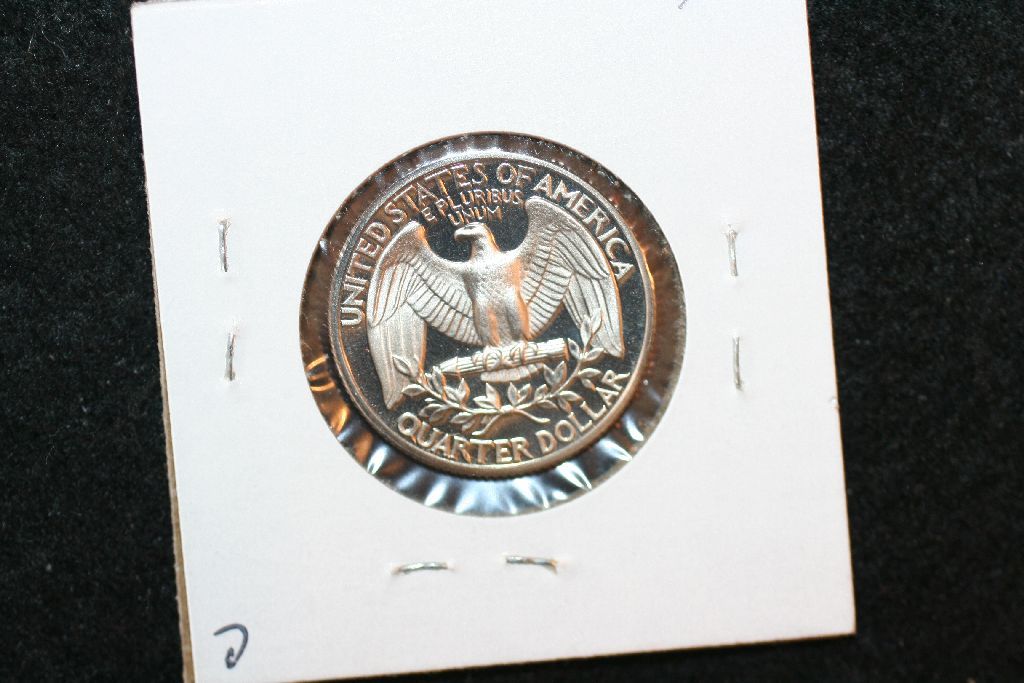 UNITED STATES OF AMERICA
E PLURIBUS
UNUM
QUARTER DOLLAR